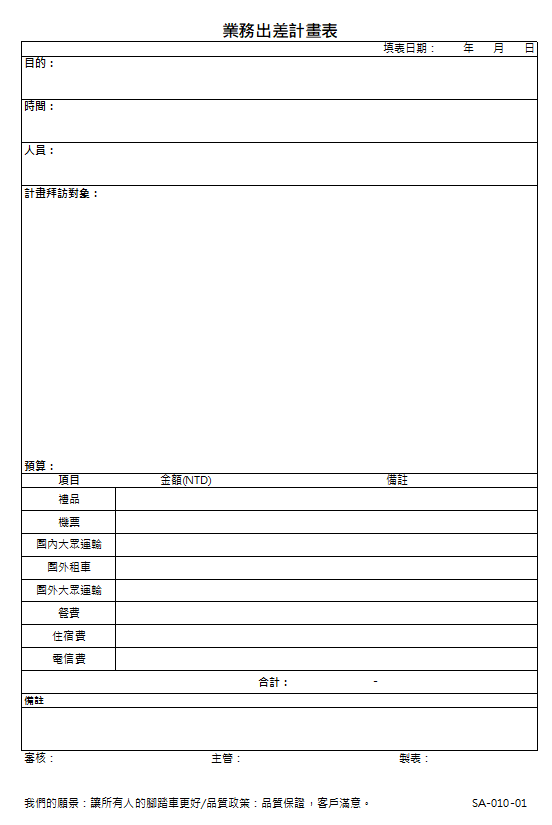 業務出差計畫表
填表日期： 年 月 日
目的：
時間：
人員：
計畫拜訪對象：
預算：
項目 金額(NTD) 備註
禮品
機票
國內大眾運輸
國外租車
國外大眾運輸
餐費
住宿費
電信費
合計： -
備註
審核： 主管： 製表：
我們的願景：讓所有人的腳踏車更好/品質政策：品質保證，客戶滿意。 SA-010-01